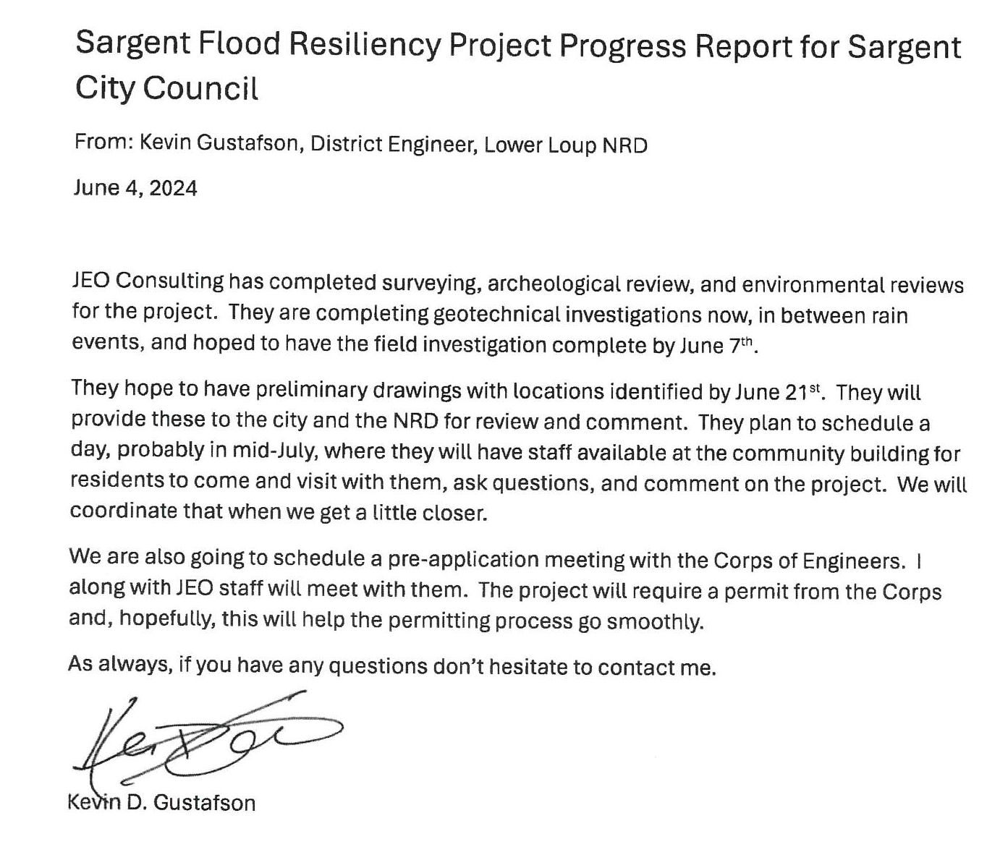 Sargent Flood Resiliency Project Progress Report for Sargent
City Council
From: Kevin Gustafson, District Engineer, Lower Loup NRD
June 4, 2024
JEO Consulting has completed surveying, archeological review, and environmental reviews
for the project. They are completing geotechnical investigations now, in between rain
events, and hoped to have the field investigation complete by June 7th.
They hope to have preliminary drawings with locations identified by June 21st. They will
provide these to the city and the NRD for review and comment. They plan to schedule a
day, probably in mid-July, where they will have staff available at the community building for
residents to come and visit with them, ask questions, and comment on the project. We will
coordinate that when we get a little closer.
We are also going to schedule a pre-application meeting with the Corps of Engineers. I
along with JEO staff will meet with them. The project will require a permit from the Corps
and, hopefully, this will help the permitting process go smoothly.
As always, if you have any questions don't hesitate to contact me.
Kevin D. Gustafson